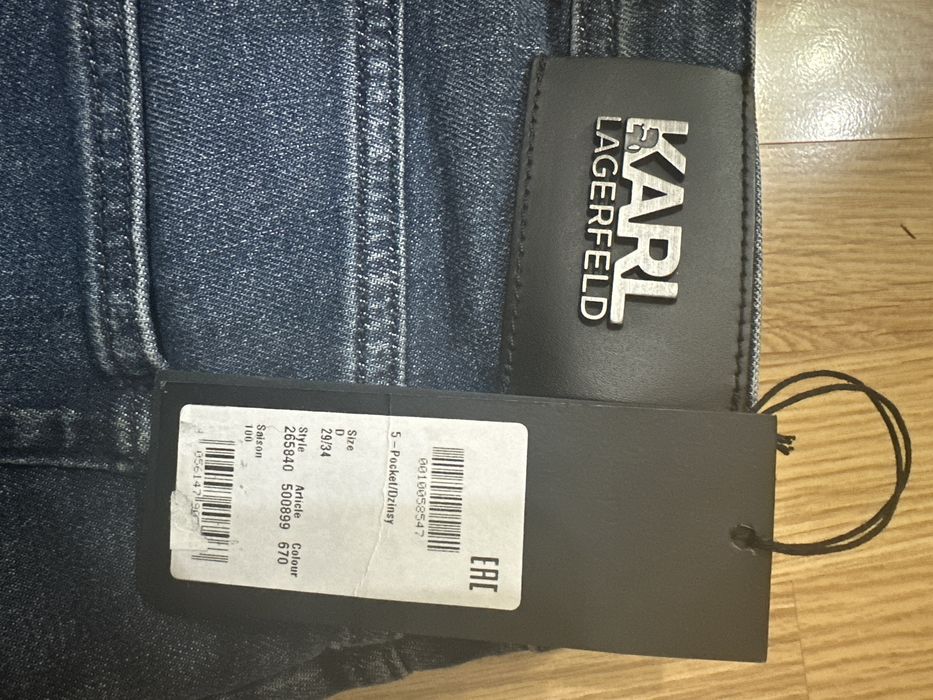 KARL
LAGERFELD
EAC
0010058547
5-Pocket/Dzinsy
Size
D
29/34
Style Article Colour
265840 500899 670
Saison
100